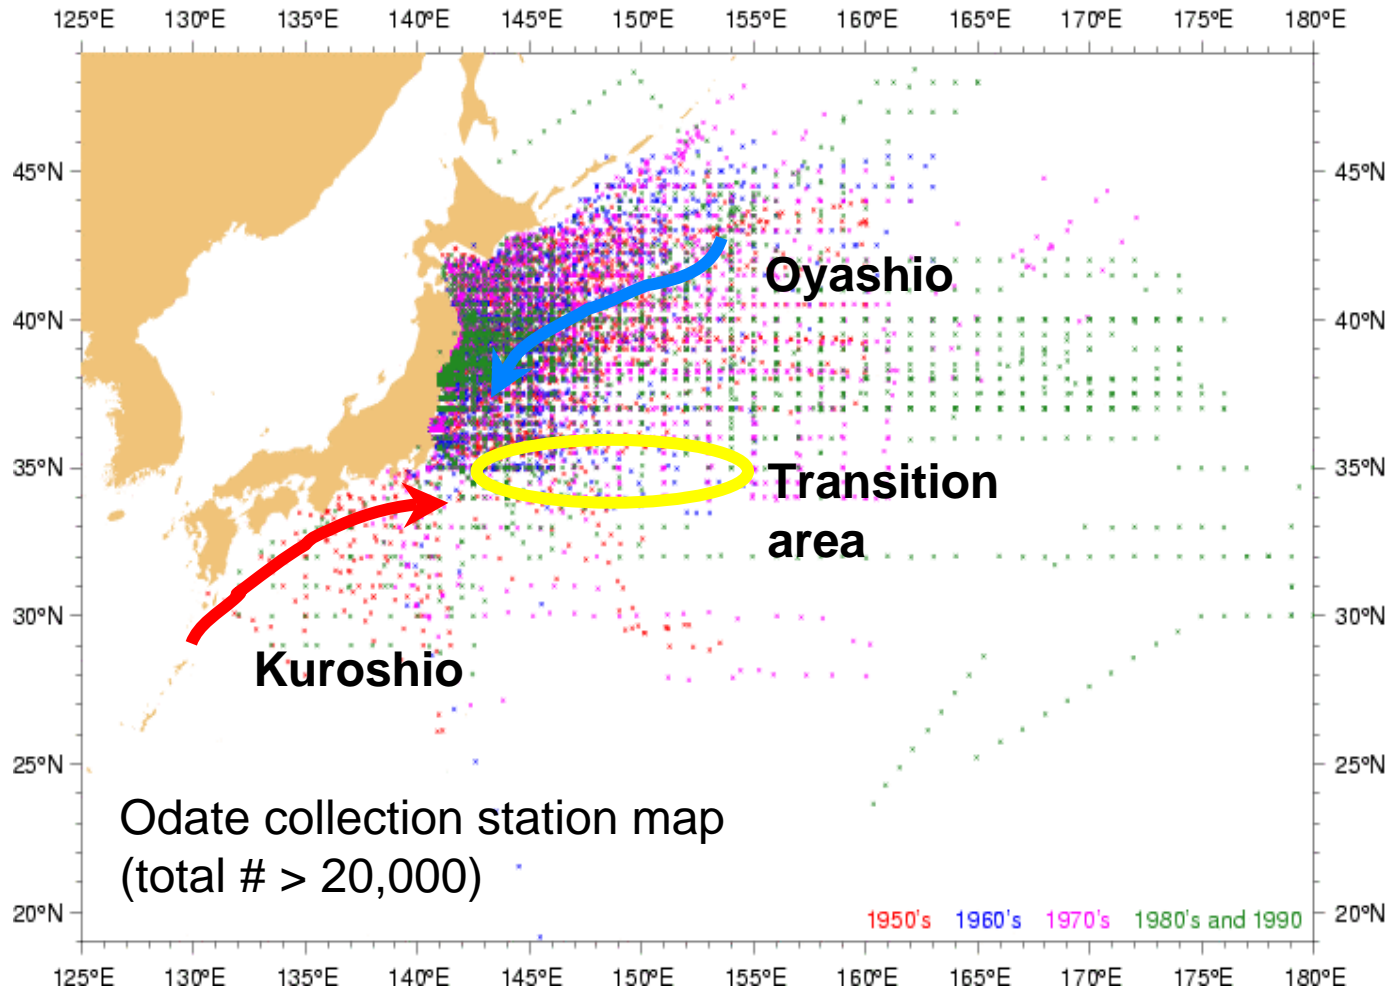 125°E 130°E 135°E 140°E 145°E 150°E 155°E 160°E 165°E 170°E 175°E 180°E
45°N 45°N
Oyashio
40°N 40°N
35°N 35°N
Transition
area
30°N 30°N
Kuroshio
25°N 25°N
Odate collection station map
(total # > 20,000)
20°N 1950's 1960's 1970's 1980's and 1990 20°N
125°E 130°E 135°E 140°E 145°E 150°E 155°E 160°E 165°E 170°E 175°E 180°E